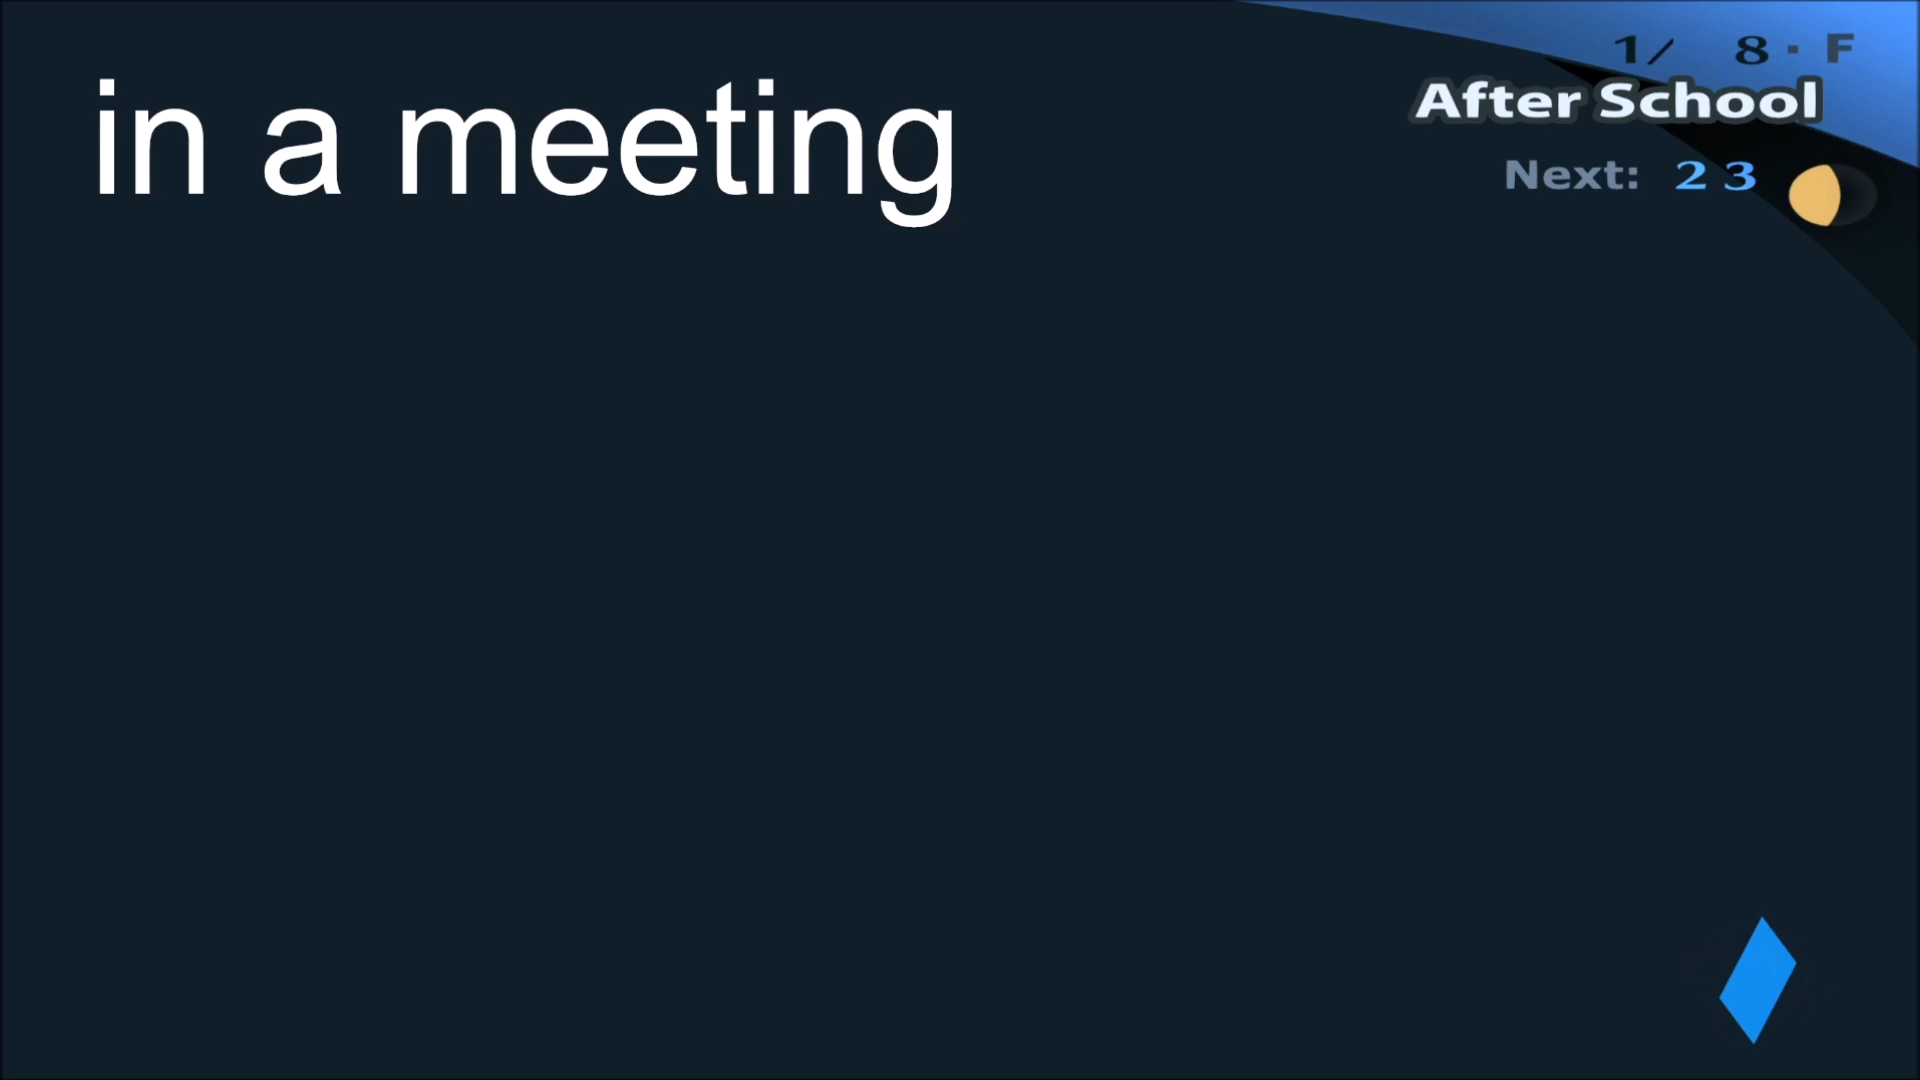 in a meeting
1/ 8 · F
After School
Next: 23